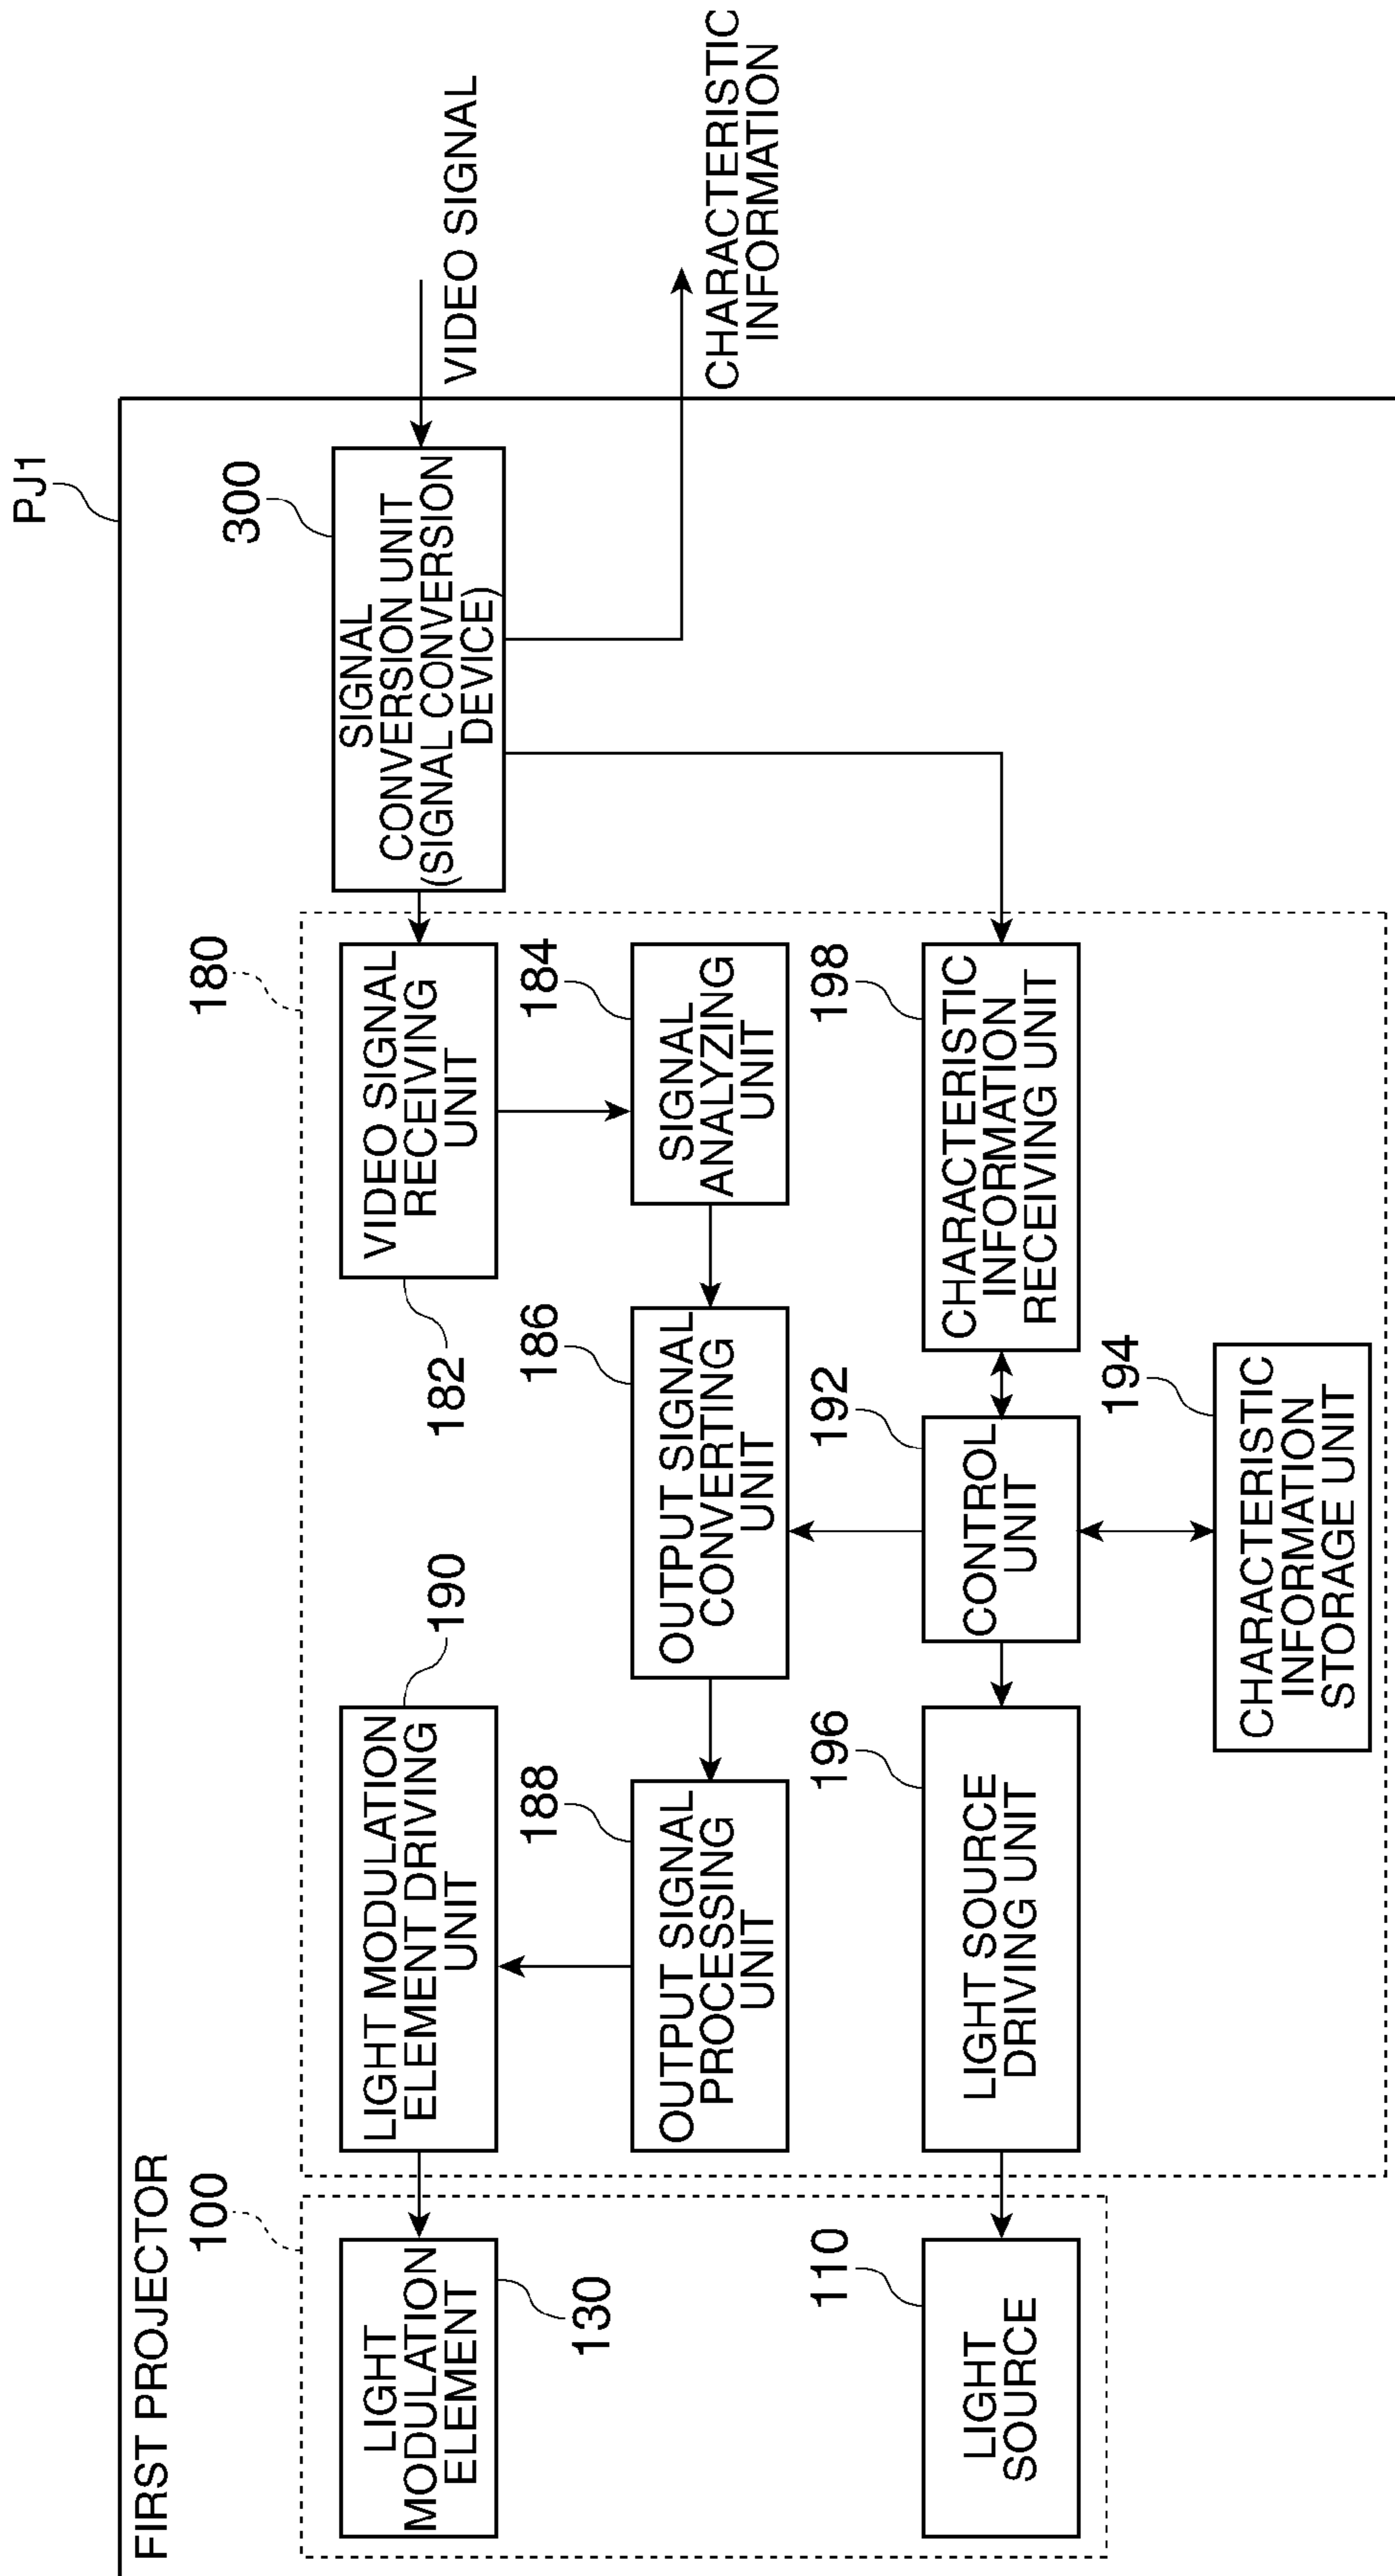 PJ1
FIRST PROJECTOR
100
180
300
LIGHT
MODULATION
ELEMENT
130
LIGHT MODULATION
ELEMENT DRIVING
UNIT
190
VIDEO SIGNAL
RECEIVING
UNIT
182
SIGNAL
CONVERSION UNIT
(SIGNAL CONVERSION
DEVICE)
VIDEO SIGNAL
188
OUTPUT SIGNAL
PROCESSING
UNIT
186
OUTPUT SIGNAL
CONVERTING
UNIT
184
SIGNAL
ANALYZING
UNIT
CHARACTERISTIC
INFORMATION
110
LIGHT
SOURCE
196
LIGHT SOURCE
DRIVING UNIT
192
CONTROL
UNIT
198
CHARACTERISTIC
INFORMATION
RECEIVING UNIT
194
CHARACTERISTIC
INFORMATION
STORAGE UNIT